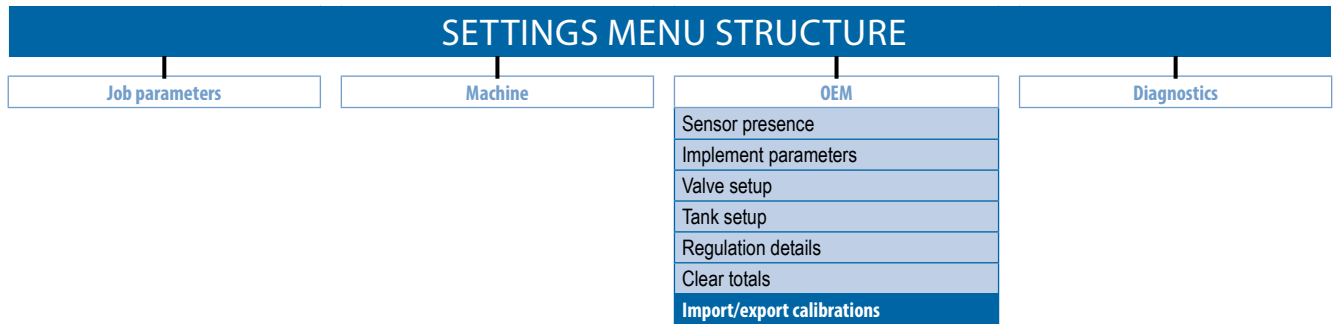 SETTINGS MENU STRUCTURE
Job parameters
Machine
OEM
Diagnostics
Sensor presence
Implement parameters
Valve setup
Tank setup
Regulation details
Clear totals
Import/export calibrations